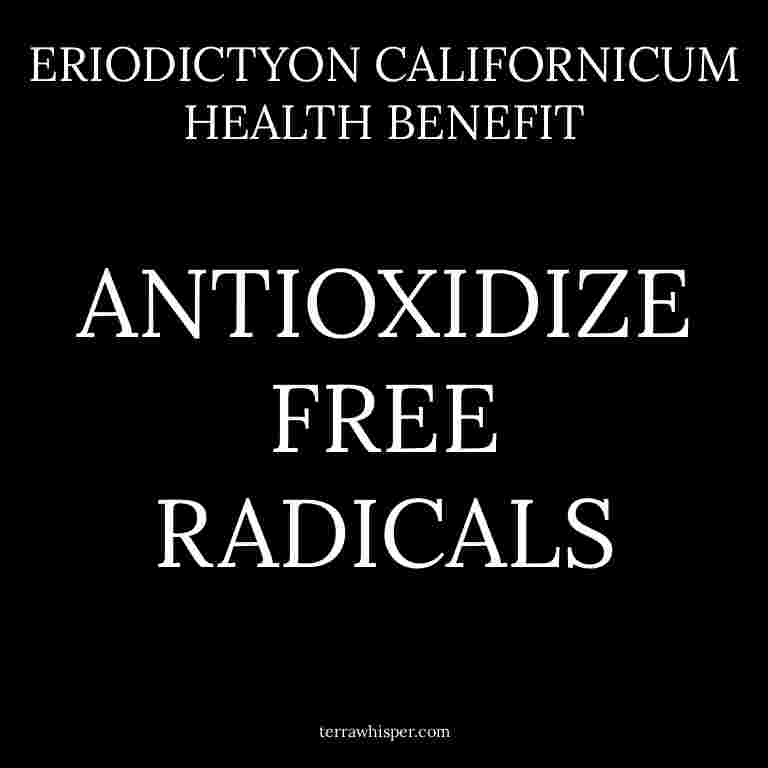 ERIODICTYON CALIFORNICUM
HEALTH BENEFIT
ANTIOXIDIZE
FREE
RADICALS
terrawhisper.com